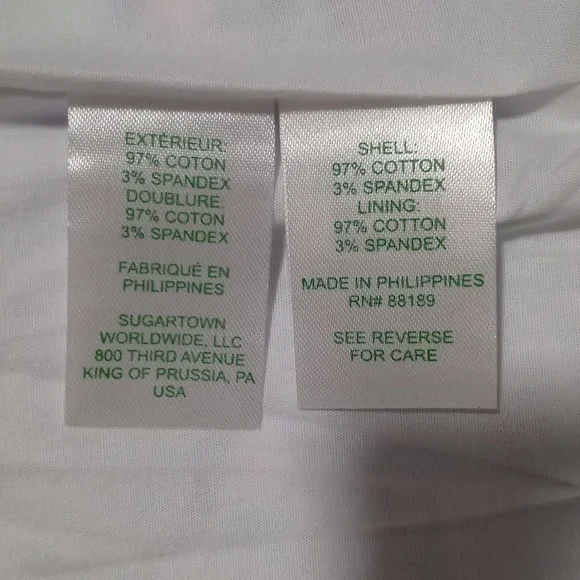 EXTÉRIEUR:
97% COTON
3% SPANDEX
DOUBLURE:
97% COTON
3% SPANDEX
FABRIQUÉ EN
PHILIPPINES
SUGARTOWN
WORLDWIDE, LLC
800 THIRD AVENUE
KING OF PRUSSIA, PA
USA
SHELL:
97% COTTON
3% SPANDEX
LINING:
97% COTTON
3% SPANDEX
MADE IN PHILIPPINES
RN# 88189
SEE REVERSE
FOR CARE